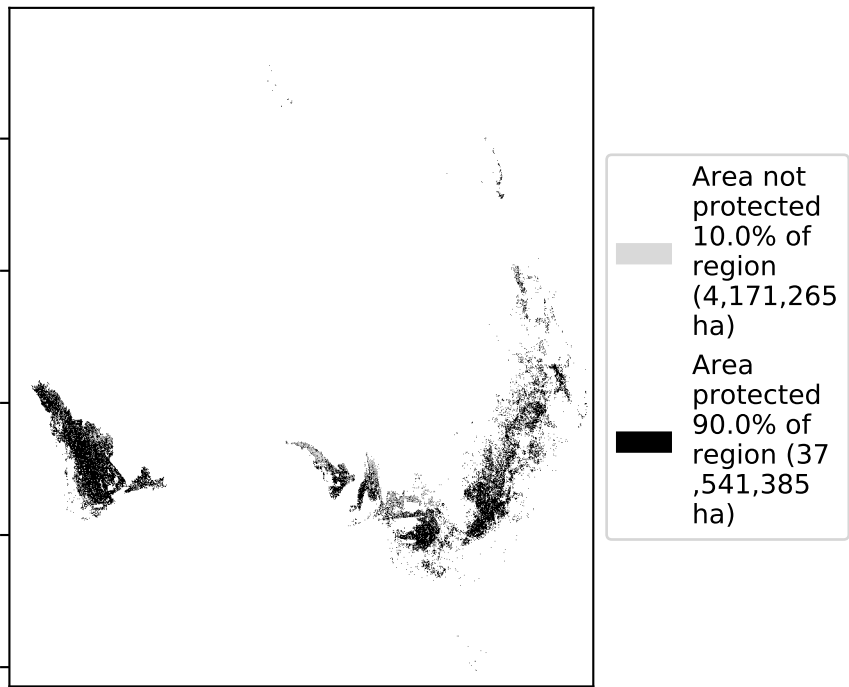 Area not
protected
10.0% of
region
(4,171,265
ha)
Area
protected
90.0% of
region (37
,541,385
ha)